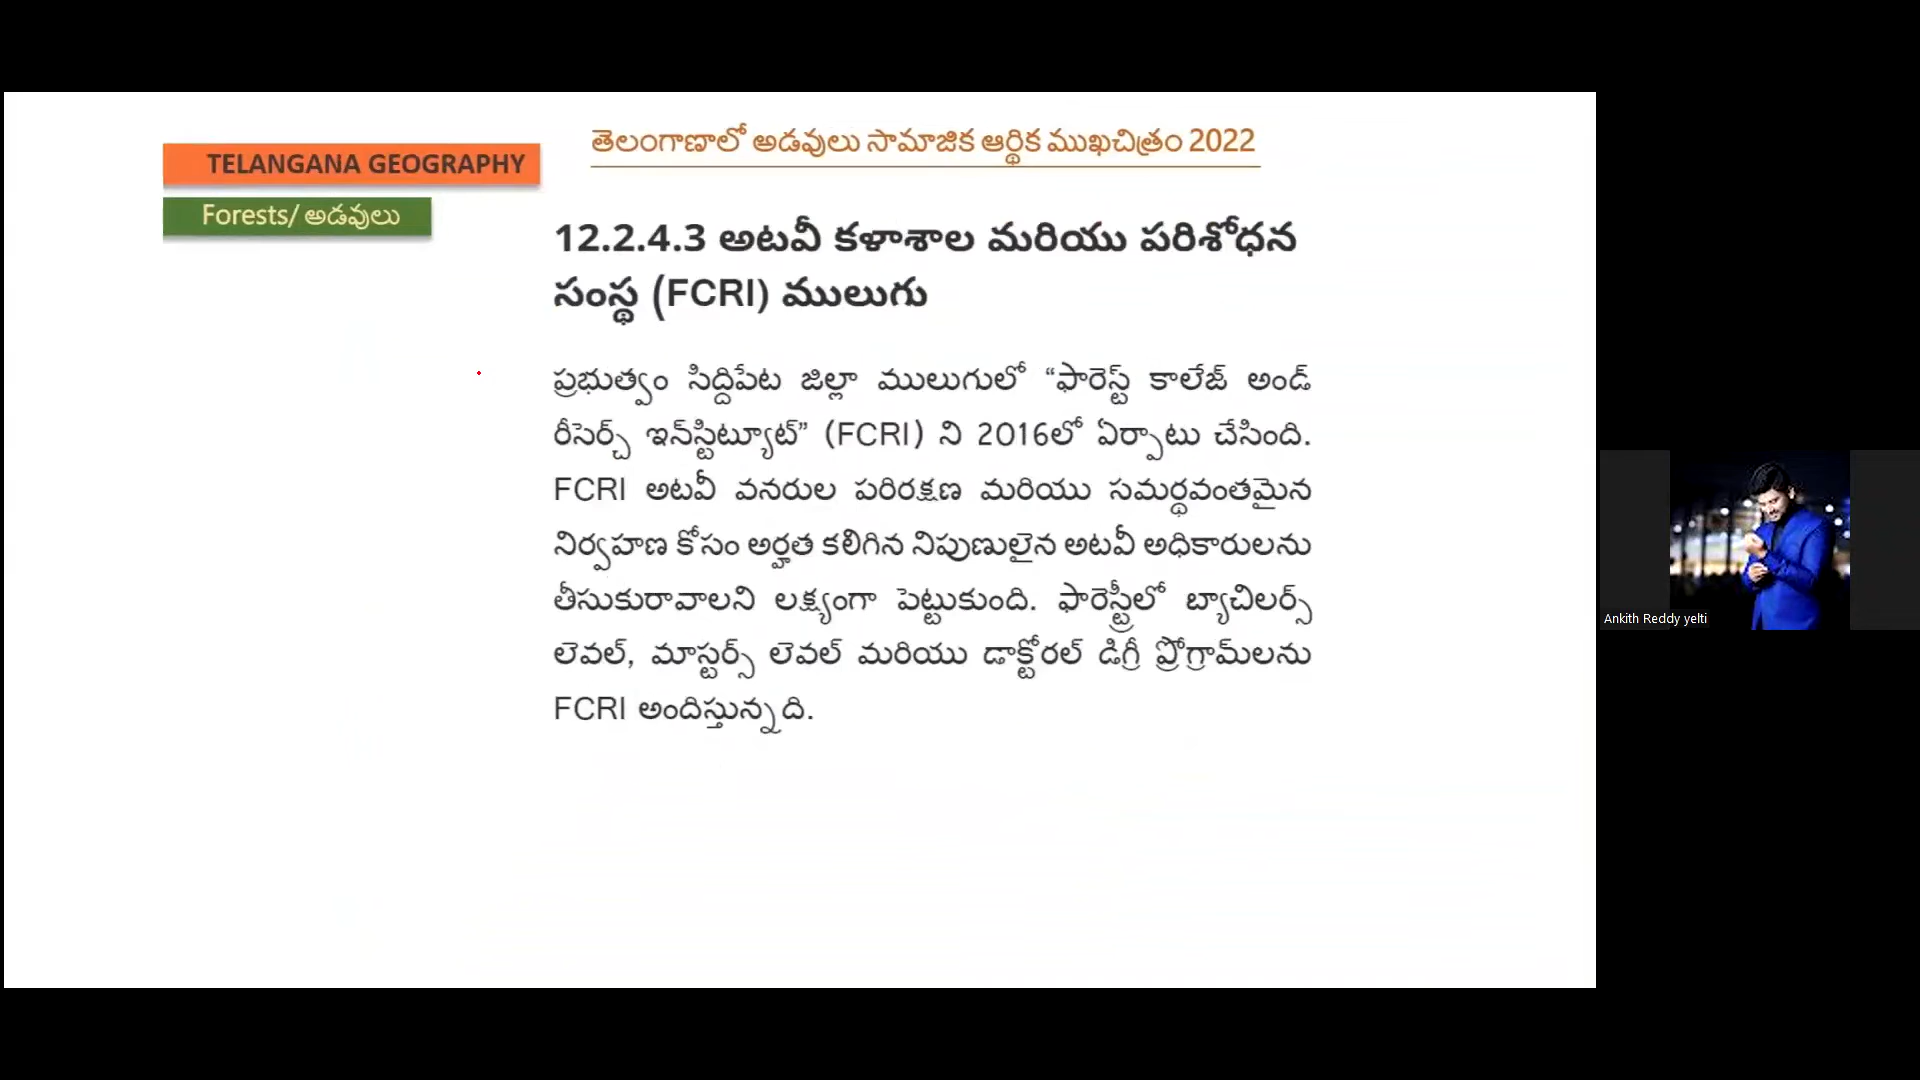 తెలంగాణాలో అడవులు సామాజిక ఆర్థిక ముఖచిత్రం 2022
TELANGANA GEOGRAPHY
Forests/ అడవులు
12.2.4.3 అటవీ కళాశాల మరియు పరిశోధన
సంస్థ (FCRI) ములుగు
ప్రభుత్వం సిద్దిపేట జిల్లా ములుగులో “ఫారెస్ట్ కాలేజ్ అండ్
రీసెర్చ్ ఇన్‌స్టిట్యూట్” (FCRI) ని 2016లో ఏర్పాటు చేసింది.
FCRI అటవీ వనరుల పరిరక్షణ మరియు సమర్థవంతమైన
నిర్వహణ కోసం అర్హత కలిగిన నిపుణులైన అటవీ అధికారులను
తీసుకురావాలని లక్ష్యంగా పెట్టుకుంది. ఫారెస్ట్రీలో బ్యాచిలర్స్
లెవల్, మాస్టర్స్ లెవల్ మరియు డాక్టోరల్ డిగ్రీ ప్రోగ్రామ్‌లను
FCRI అందిస్తున్నది.
Ankith Reddy yelti